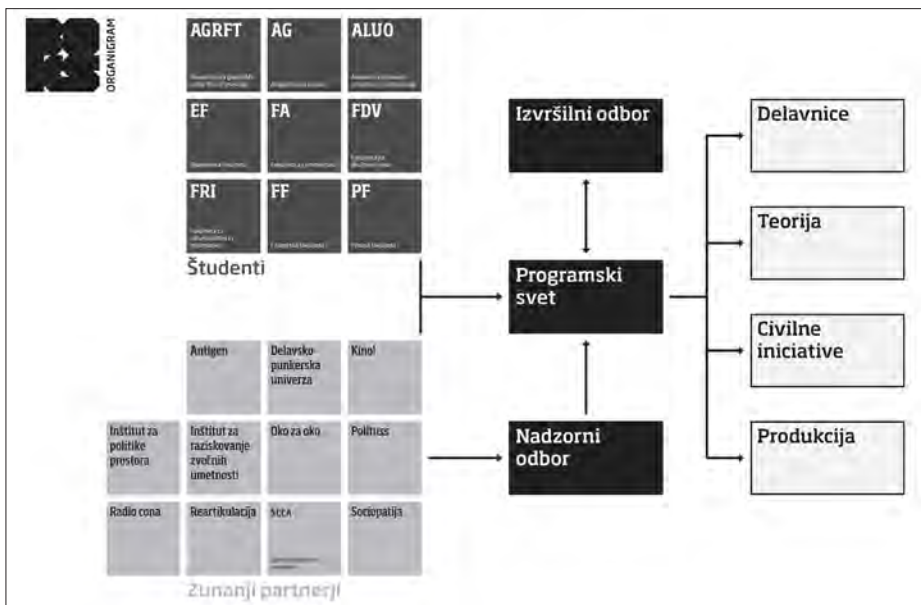 ORGANIGRAM
AGRFT
AG
ALUO
EF
FA
FDV
FRI
FF
PF
Študenti
Antigen
Delavsko-
punkerska
univerza
Kino!
Inštitut za
politike
prostora
Inštitut za
raziskovanje
zvočnih
umetnosti
Oko za oko
Politiqs
Radio cona
Reartikulacija
SCCA
Sociopatija
Zunanji partnerji
Izvršilni odbor
Programski
svet
Nadzorni
odbor
Delavnice
Teorija
Civilne
iniciative
Produkcija